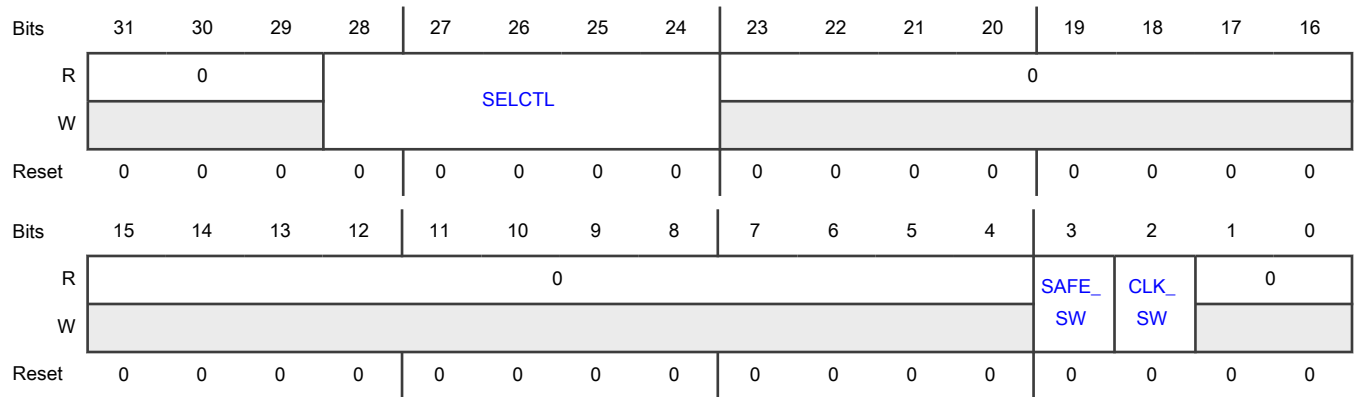 Bits 31 30 29 28 27 26 25 24 23 22 21 20 19 18 17 16
R 0 0
SELCTL
W
Reset 0 0 0 0 0 0 0 0 0 0 0 0 0 0 0 0
Bits 15 14 13 12 11 10 9 8 7 6 5 4 3 2 1 0
R 0 SAFE_ CLK_ 0
W SW SW
Reset 0 0 0 0 0 0 0 0 0 0 0 0 0 0 0 0